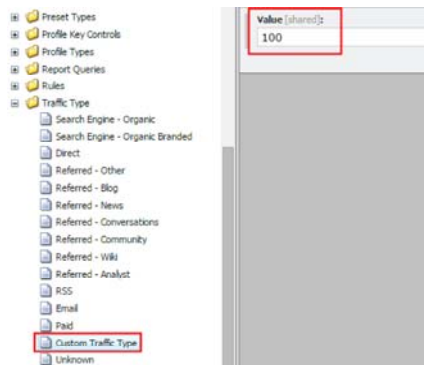 Preset Types
Profile Key Controls
Profile Types
Report Queries
Rules
Traffic Type
Search Engine - Organic
Search Engine - Organic Branded
Direct
Referred - Other
Referred - Blog
Referred - News
Referred - Conversations
Referred - Community
Referred - Wiki
Referred - Analyst
RSS
Email
Paid
Custom Traffic Type
Unknown
Value [shared]:
100